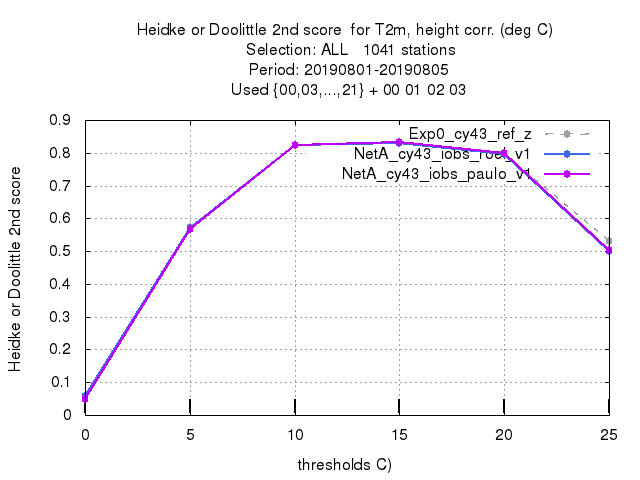 Heidke or Doolittle 2nd score  for T2m, height corr. (deg C)
Selection: ALL   1041 stations
Period: 20190801-20190805
Used {00,03,...,21} + 00 01 02 03
Exp0_cy43_ref_z
NetA_cy43_iobs_roel_v1
NetA_cy43_iobs_paulo_v1
Heidke or Doolittle 2nd score
0.9
0.8
0.7
0.6
0.5
0.4
0.3
0.2
0.1
0
0 5 10 15 20 25
thresholds C)